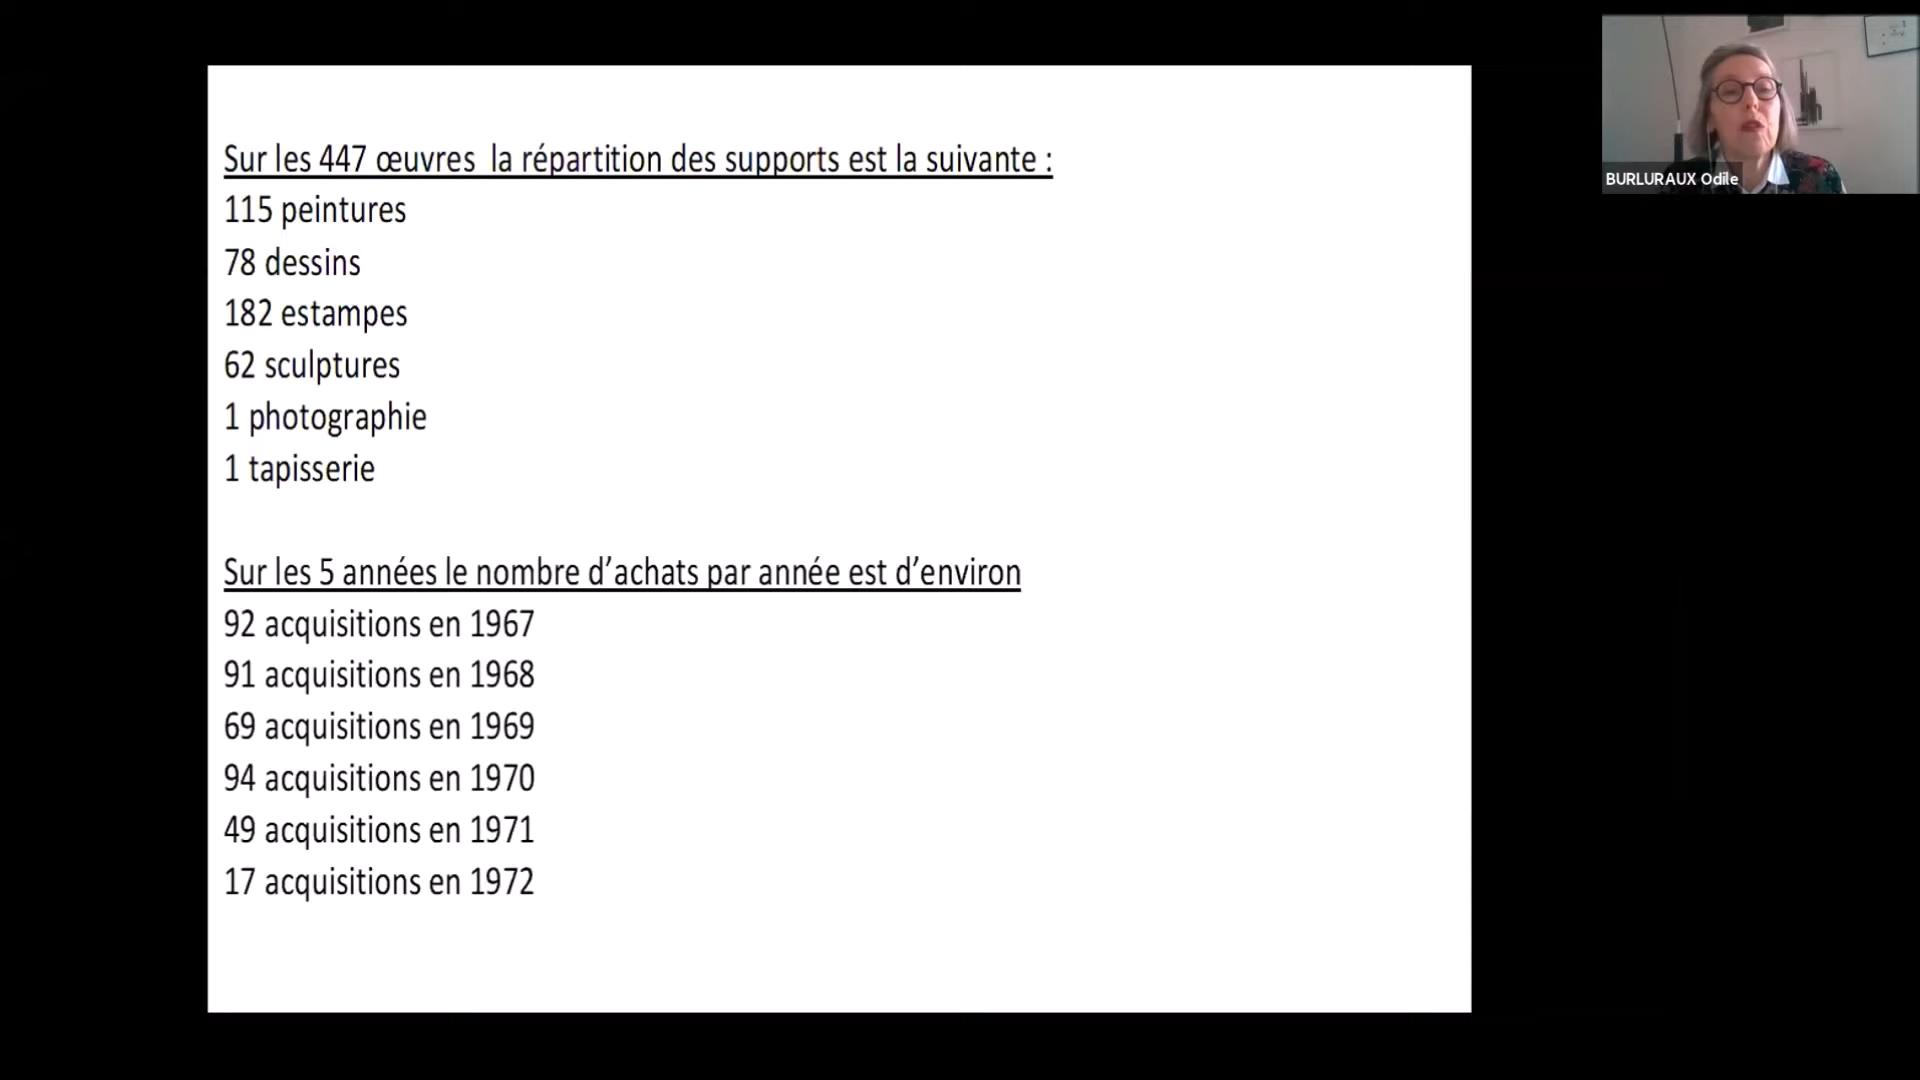 Sur les 447 œuvres la répartition des supports est la suivante :
115 peintures
78 dessins
182 estampes
62 sculptures
1 photographie
1 tapisserie
Sur les 5 années le nombre d’achats par année est d’environ
92 acquisitions en 1967
91 acquisitions en 1968
69 acquisitions en 1969
94 acquisitions en 1970
49 acquisitions en 1971
17 acquisitions en 1972
BURLURAUX Odile